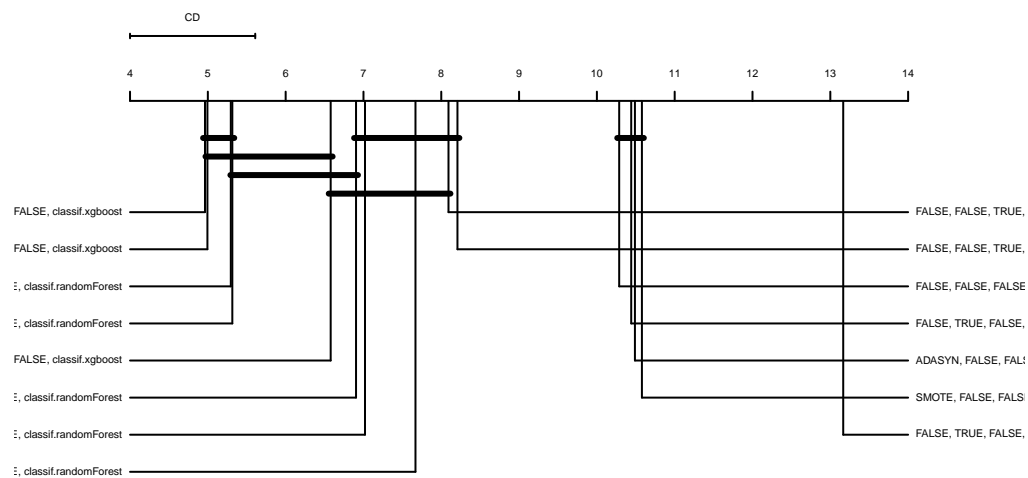 CD
4 5 6 7 8 9 10 11 12 13 14
FALSE, classif.xgboost
FALSE, classif.xgboost
E, classif.randomForest
E, classif.randomForest
FALSE, classif.xgboost
E, classif.randomForest
E, classif.randomForest
E, classif.randomForest
FALSE, FALSE, TRUE,
FALSE, FALSE, TRUE,
FALSE, FALSE, FALSE
FALSE, TRUE, FALSE,
ADASYN, FALSE, FALS
SMOTE, FALSE, FALSE
FALSE, TRUE, FALSE,